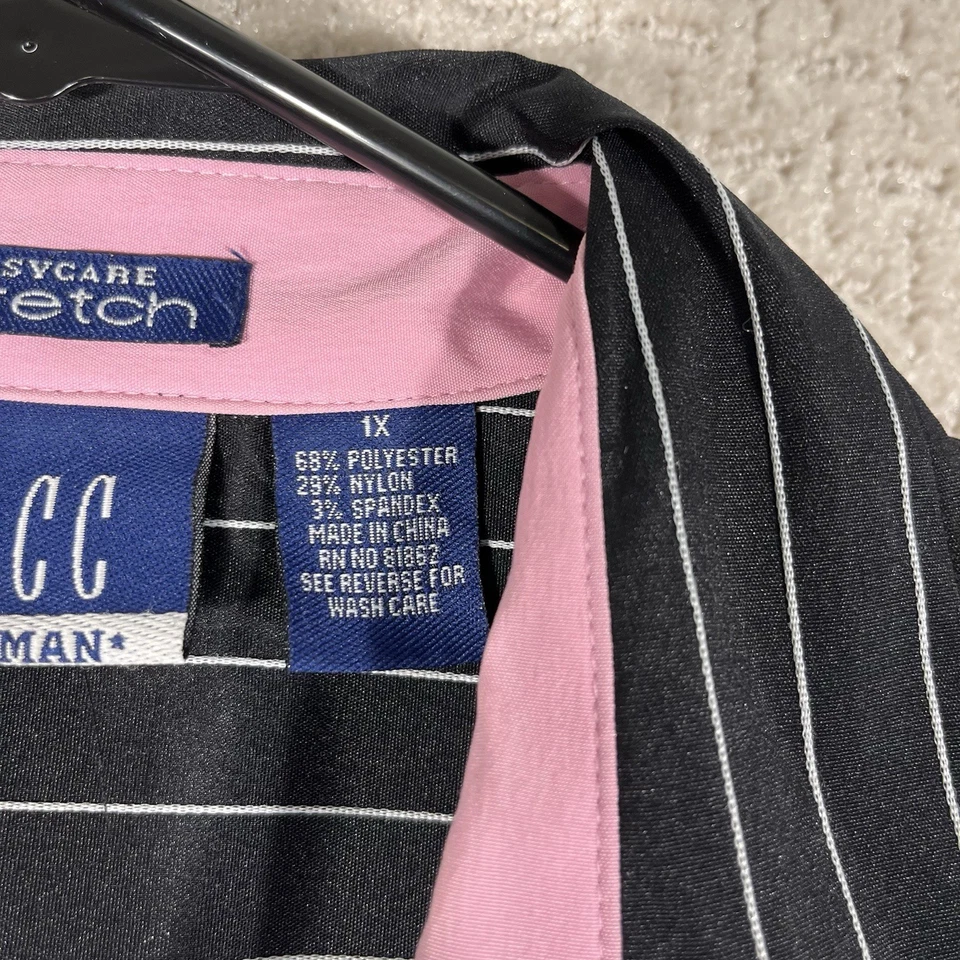 SYCARE
retch
CC
MAN*
1X
68% POLYESTER
29% NYLON
3% SPANDEX
MADE IN CHINA
RN NO 81862
SEE REVERSE FOR
WASH CARE